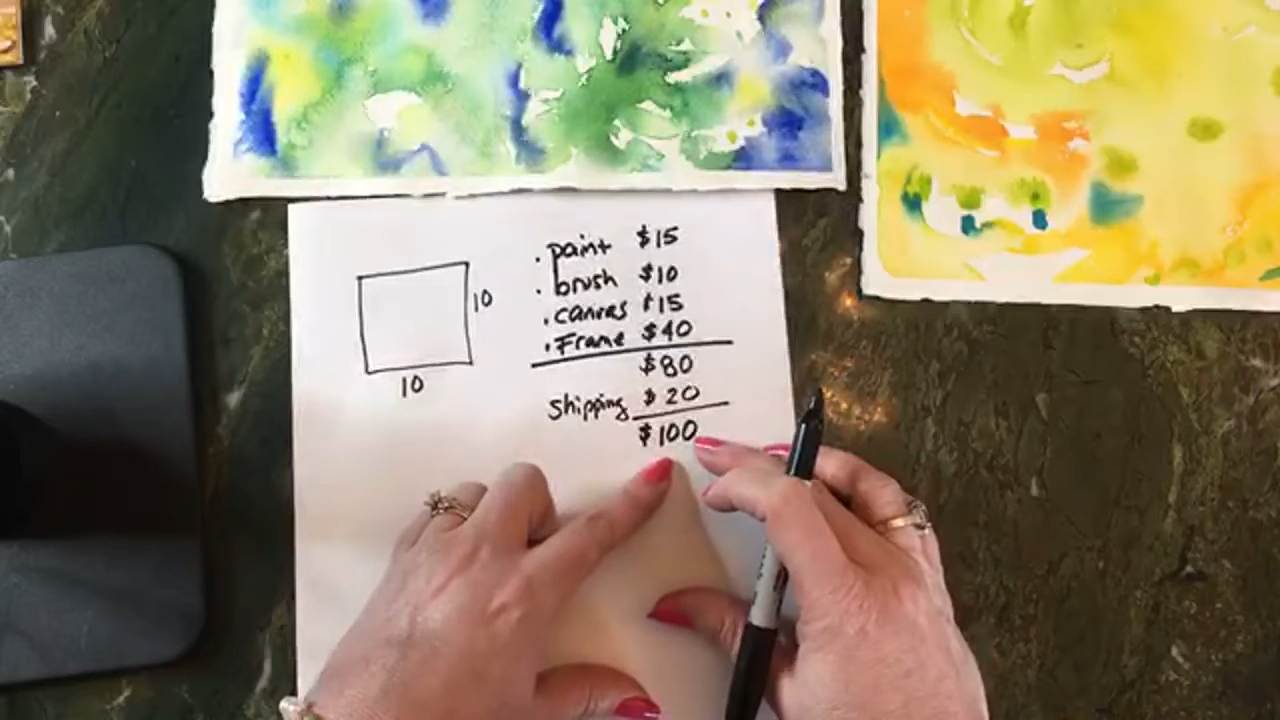 . paint $15
. brush $10
. canvas $15
. Frame $40
$80
shipping $20
$100
10
10